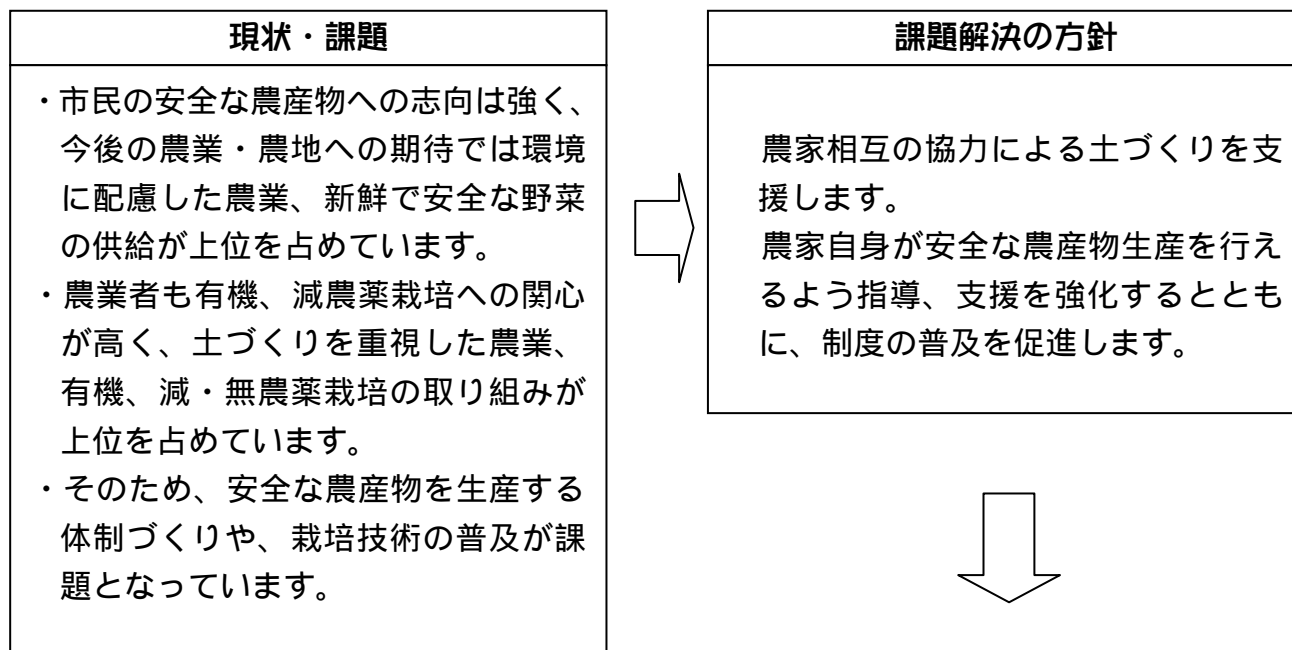 現状・課題
・市民の安全な農産物への志向は強く、
今後の農業・農地への期待では環境
に配慮した農業、新鮮で安全な野菜
の供給が上位を占めています。
・農業者も有機、減農薬栽培への関心
が高く、土づくりを重視した農業、
有機、減・無農薬栽培の取り組みが
上位を占めています。
・そのため、安全な農産物を生産する
体制づくりや、栽培技術の普及が課
題となっています。
課題解決の方針
農家相互の協力による土づくりを支
援します。
農家自身が安全な農産物生産を行え
るよう指導、支援を強化するととも
に、制度の普及を促進します。